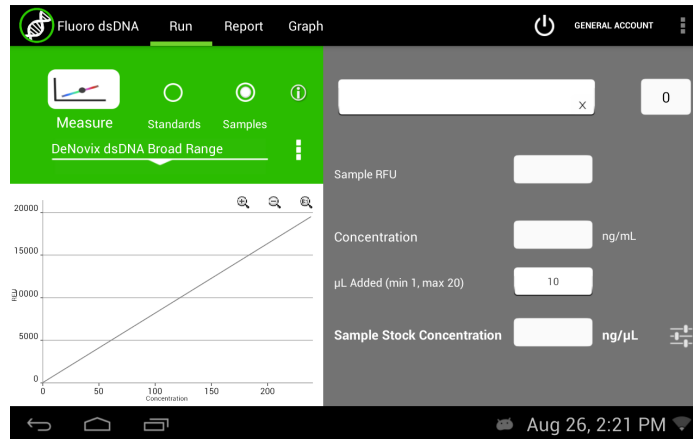 Fluoro dsDNA Run Report Graph GENERAL ACCOUNT
Measure Standards Samples
DeNovix dsDNA Broad Range
x 0
Sample RFU
Concentration ng/mL
µL Added (min 1, max 20) 10
Sample Stock Concentration ng/µL
20000
15000
10000
5000
0
RFU
0 50 100 150 200
Concentration
Aug 26, 2:21 PM